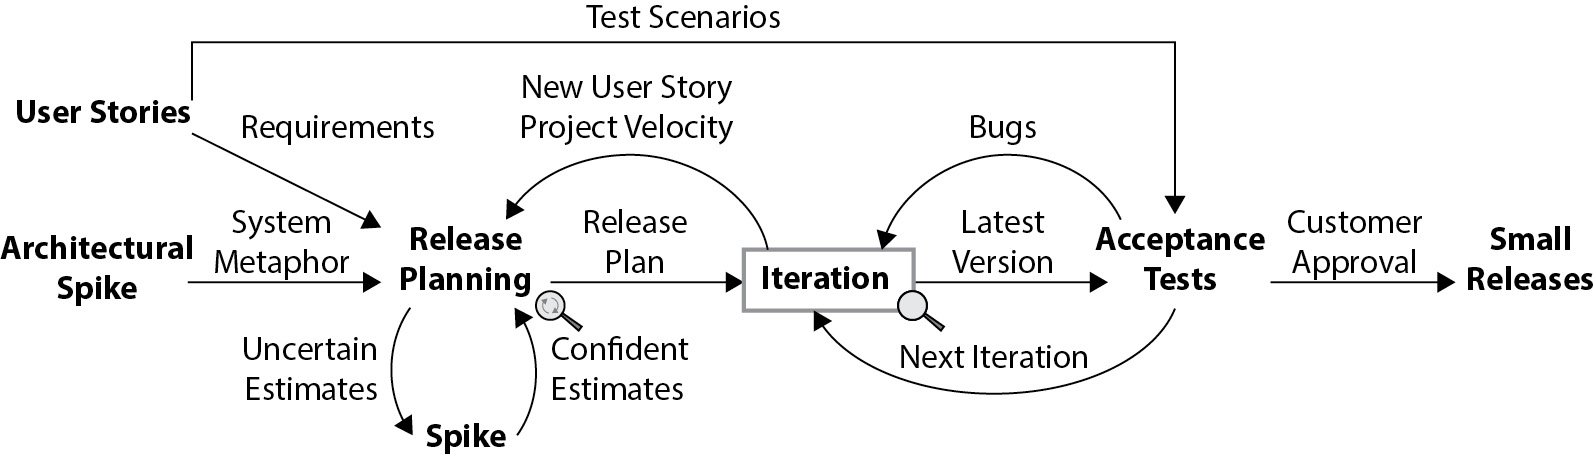 Test Scenarios
User Stories
Requirements
New User Story
Project Velocity
Bugs
Architectural
Spike
System
Metaphor
Release
Planning
Release
Plan
Iteration
Latest
Version
Acceptance
Tests
Customer
Approval
Small
Releases
Uncertain
Estimates
Confident
Estimates
Next Iteration
Spike